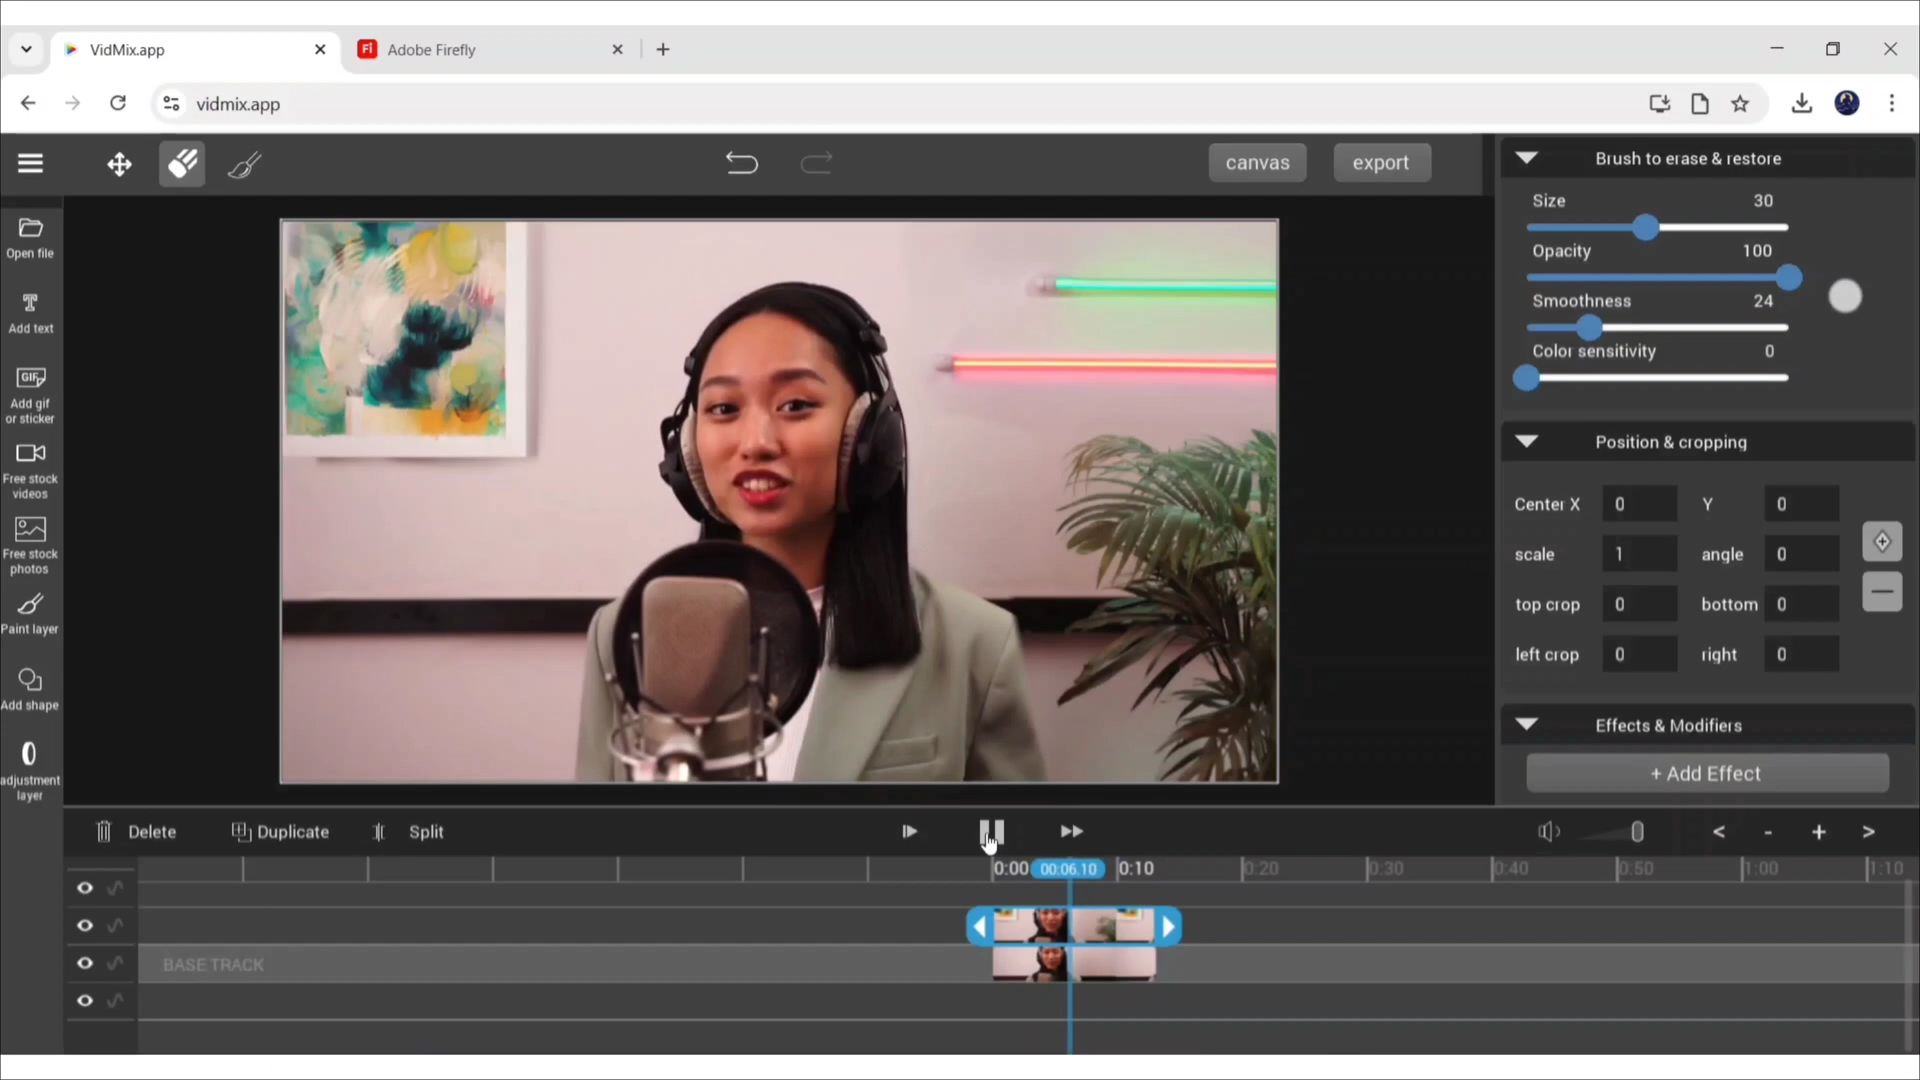 VidMix.app
Fi Adobe Firefly
vidmix.app
canvas
export
Brush to erase & restore
Size 30
Opacity 100
Smoothness 24
Color sensitivity 0
Open file
Add text
GIF
Add gif
or sticker
Free stock
videos
Free stock
photos
Paint layer
Add shape
adjustment
layer
Position & cropping
Center X 0 Y 0
scale 1 angle 0
top crop 0 bottom 0
left crop 0 right 0
Effects & Modifiers
+ Add Effect
Delete Duplicate Split
< - + >
0:00 00:06.10 0:10 0:20 0:30 0:40 0:50 1:00 1:10
BASE TRACK